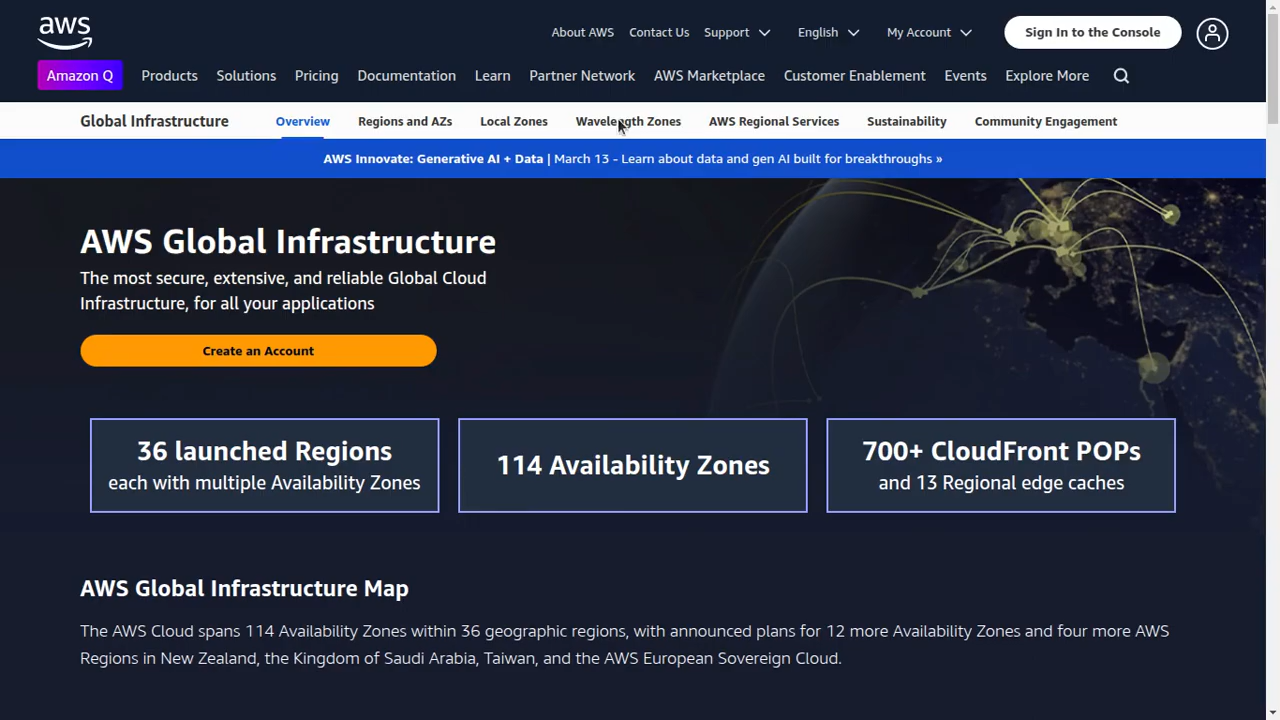 aws
About AWS Contact Us Support English My Account Sign In to the Console
Amazon Q Products Solutions Pricing Documentation Learn Partner Network AWS Marketplace Customer Enablement Events Explore More
Global Infrastructure Overview Regions and AZs Local Zones Wavelength Zones AWS Regional Services Sustainability Community Engagement
AWS Innovate: Generative AI + Data | March 13 - Learn about data and gen AI built for breakthroughs »
AWS Global Infrastructure
The most secure, extensive, and reliable Global Cloud
Infrastructure, for all your applications
Create an Account
36 launched Regions
each with multiple Availability Zones
114 Availability Zones
700+ CloudFront POPs
and 13 Regional edge caches
AWS Global Infrastructure Map
The AWS Cloud spans 114 Availability Zones within 36 geographic regions, with announced plans for 12 more Availability Zones and four more AWS
Regions in New Zealand, the Kingdom of Saudi Arabia, Taiwan, and the AWS European Sovereign Cloud.